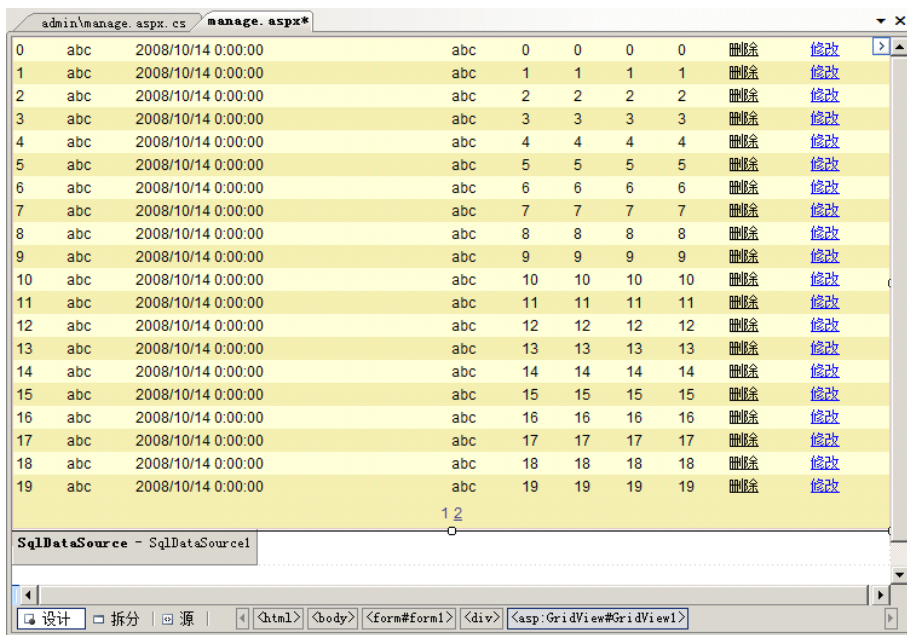 admin\manage.aspx.cs manage.aspx*
0 abc 2008/10/14 0:00:00 abc 0 0 0 0 删除 修改
1 abc 2008/10/14 0:00:00 abc 1 1 1 1 删除 修改
2 abc 2008/10/14 0:00:00 abc 2 2 2 2 删除 修改
3 abc 2008/10/14 0:00:00 abc 3 3 3 3 删除 修改
4 abc 2008/10/14 0:00:00 abc 4 4 4 4 删除 修改
5 abc 2008/10/14 0:00:00 abc 5 5 5 5 删除 修改
6 abc 2008/10/14 0:00:00 abc 6 6 6 6 删除 修改
7 abc 2008/10/14 0:00:00 abc 7 7 7 7 删除 修改
8 abc 2008/10/14 0:00:00 abc 8 8 8 8 删除 修改
9 abc 2008/10/14 0:00:00 abc 9 9 9 9 删除 修改
10 abc 2008/10/14 0:00:00 abc 10 10 10 10 删除 修改
11 abc 2008/10/14 0:00:00 abc 11 11 11 11 删除 修改
12 abc 2008/10/14 0:00:00 abc 12 12 12 12 删除 修改
13 abc 2008/10/14 0:00:00 abc 13 13 13 13 删除 修改
14 abc 2008/10/14 0:00:00 abc 14 14 14 14 删除 修改
15 abc 2008/10/14 0:00:00 abc 15 15 15 15 删除 修改
16 abc 2008/10/14 0:00:00 abc 16 16 16 16 删除 修改
17 abc 2008/10/14 0:00:00 abc 17 17 17 17 删除 修改
18 abc 2008/10/14 0:00:00 abc 18 18 18 18 删除 修改
19 abc 2008/10/14 0:00:00 abc 19 19 19 19 删除 修改
1 2
SqlDataSource - SqlDataSource1
设计 拆分 源 <html> <body> <form#form1> <div> <asp:GridView#GridView1>